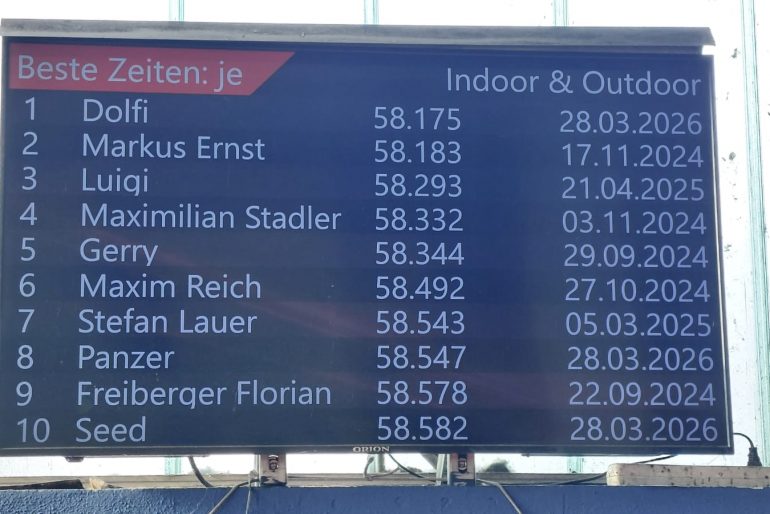 Beste Zeiten: je Indoor & Outdoor
1 Dolfi 58.175 28.03.2026
2 Markus Ernst 58.183 17.11.2024
3 Luigi 58.293 21.04.2025
4 Maximilian Stadler 58.332 03.11.2024
5 Gerry 58.344 29.09.2024
6 Maxim Reich 58.492 27.10.2024
7 Stefan Lauer 58.543 05.03.2025
8 Panzer 58.547 28.03.2026
9 Freiberger Florian 58.578 22.09.2024
10 Seed 58.582 28.03.2026
ORION